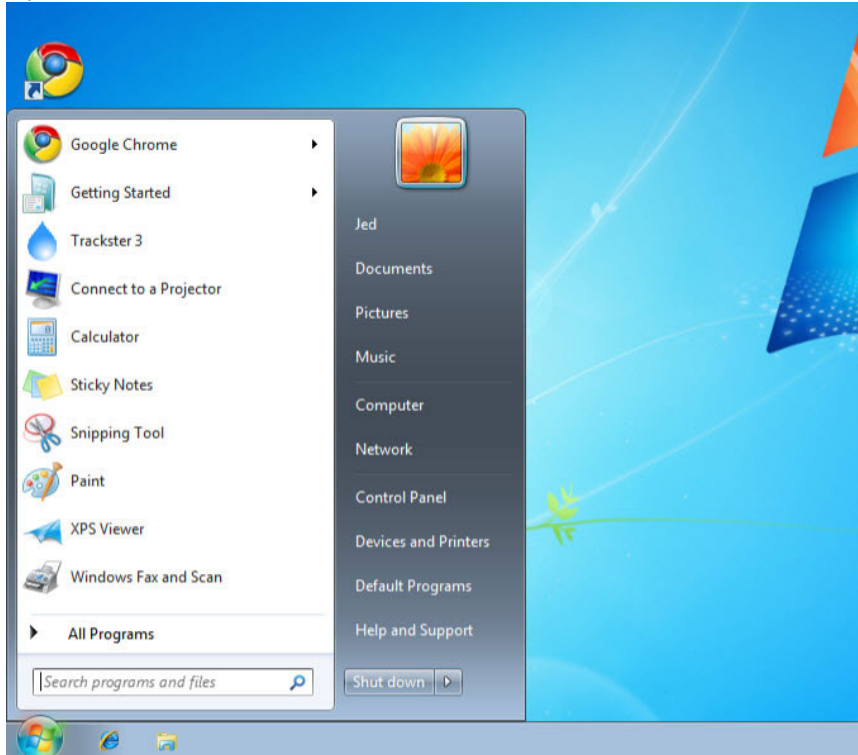 Google Chrome
Getting Started
Trackster 3
Connect to a Projector
Calculator
Sticky Notes
Snipping Tool
Paint
XPS Viewer
Windows Fax and Scan
All Programs
Search programs and files
Jed
Documents
Pictures
Music
Computer
Network
Control Panel
Devices and Printers
Default Programs
Help and Support
Shut down